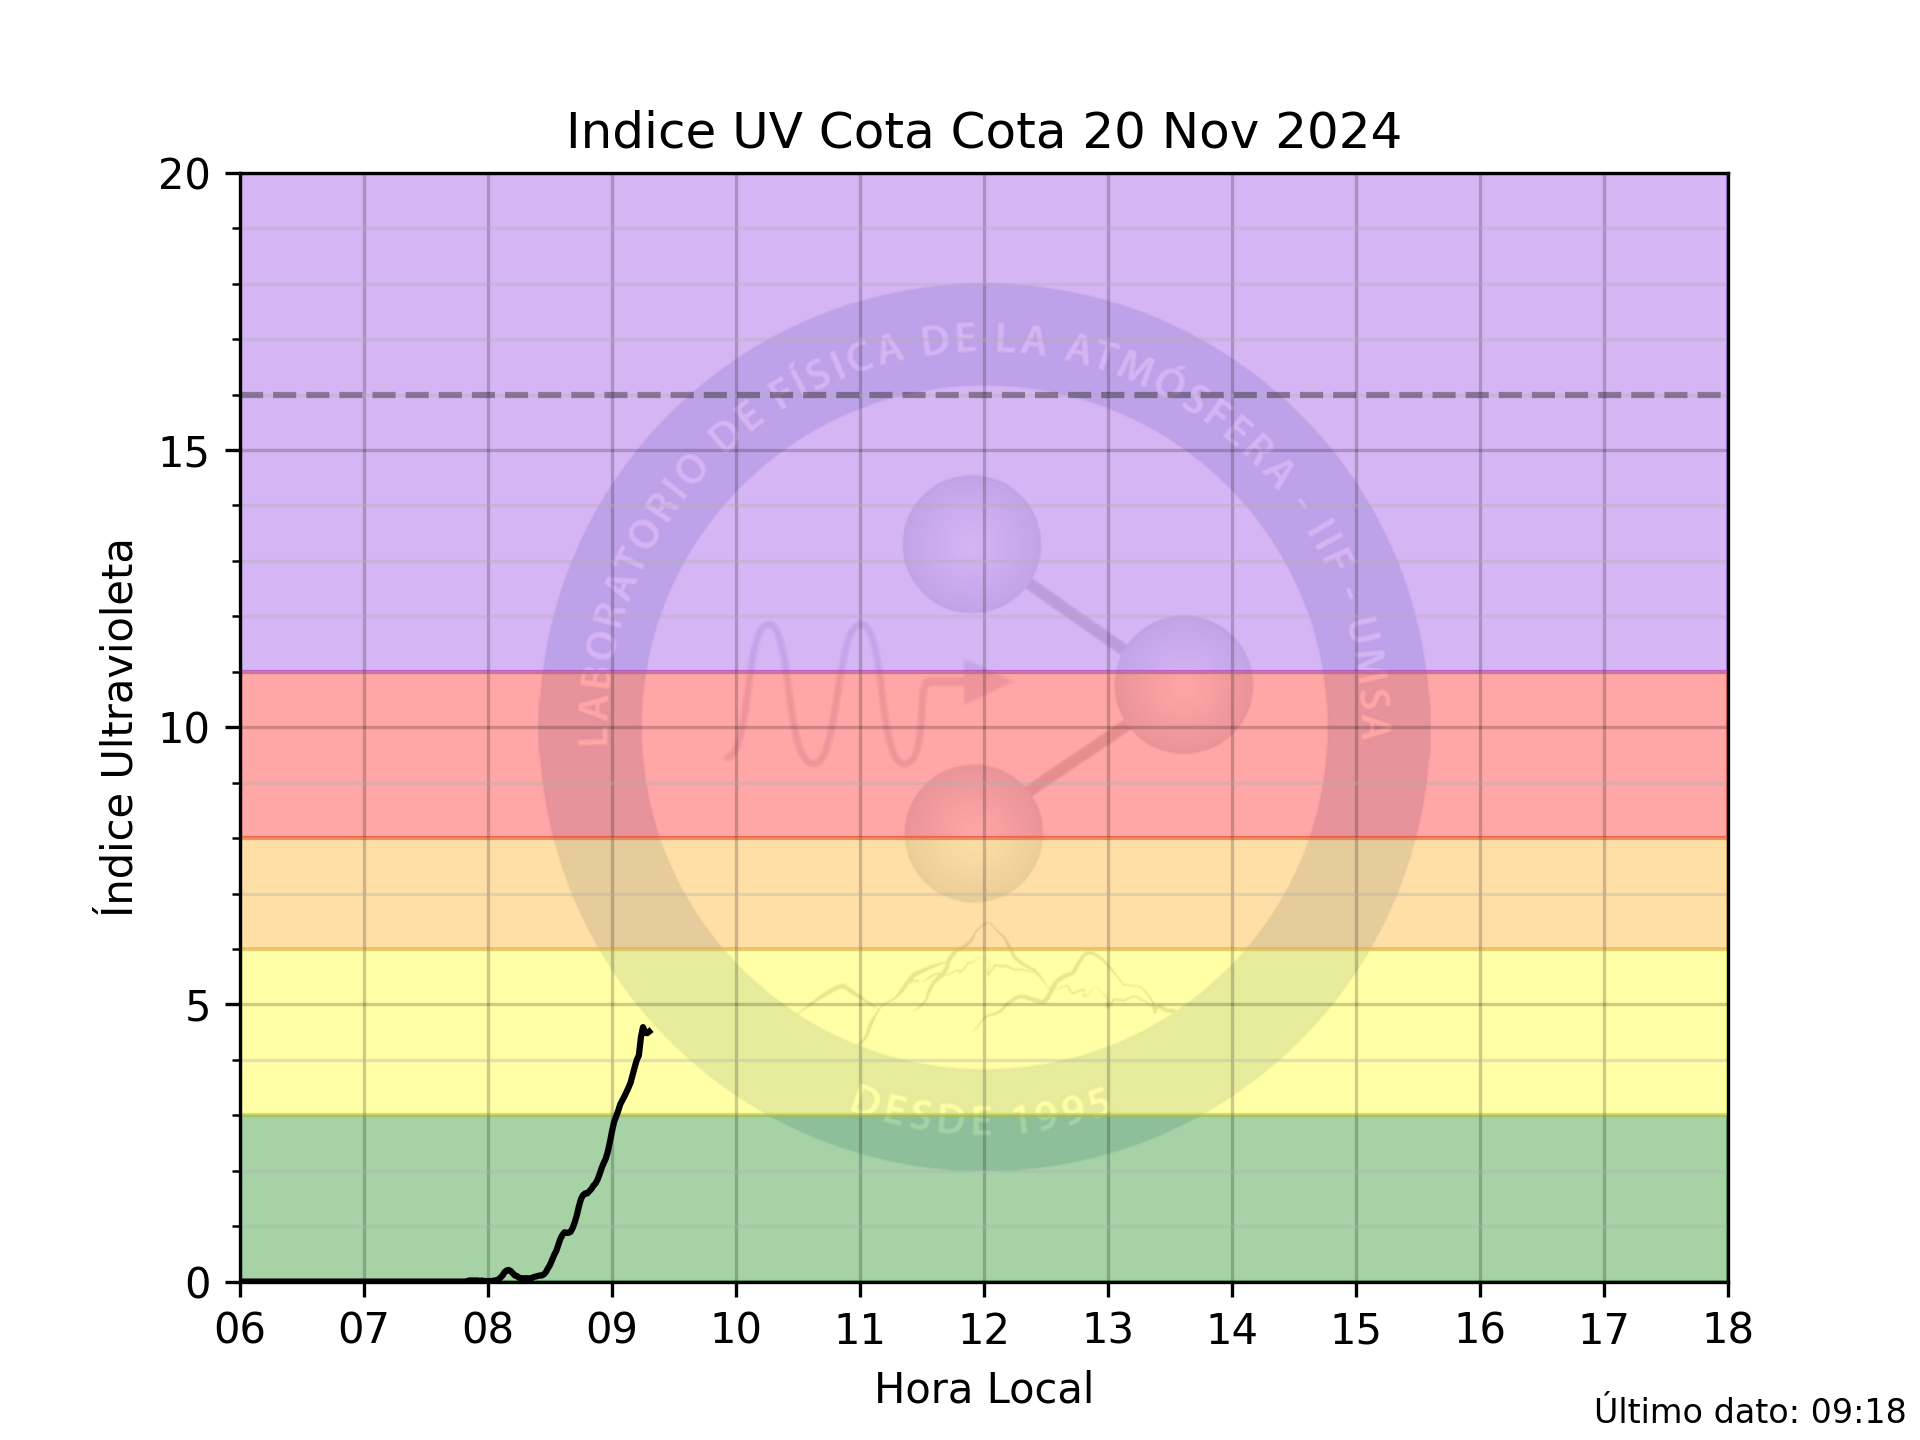 Indice UV Cota Cota 20 Nov 2024
20
15
10
5
0
Índice Ultravioleta
LABORATORIO DE FÍSICA DE LA ATMÓSFERA - IIF - UMSA
DESDE 1995
06 07 08 09 10 11 12 13 14 15 16 17 18
Hora Local
Último dato: 09:18